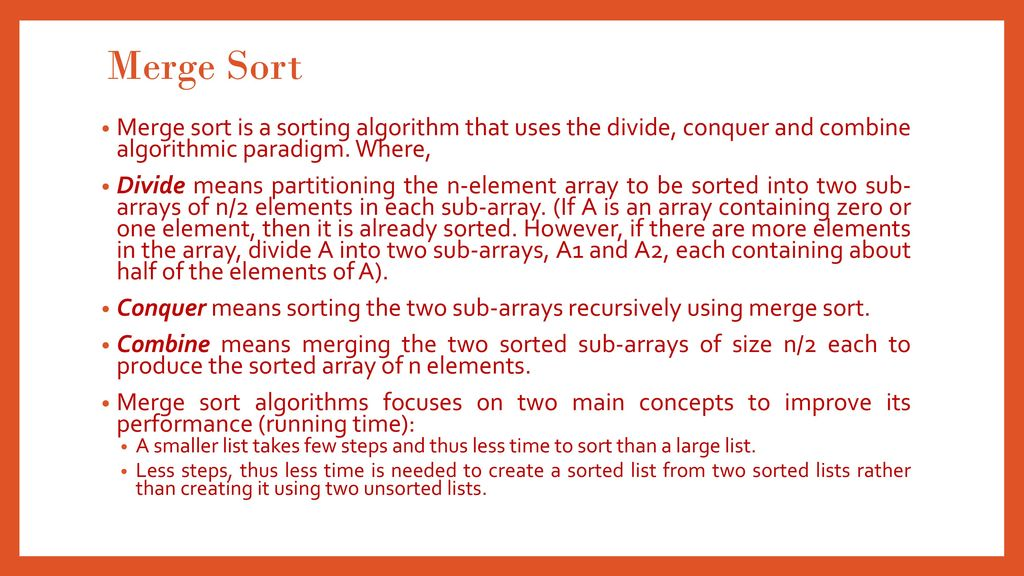 Merge Sort
• Merge sort is a sorting algorithm that uses the divide, conquer and combine
algorithmic paradigm. Where,
• Divide means partitioning the n-element array to be sorted into two sub-
arrays of n/2 elements in each sub-array. (If A is an array containing zero or
one element, then it is already sorted. However, if there are more elements
in the array, divide A into two sub-arrays, A1 and A2, each containing about
half of the elements of A).
• Conquer means sorting the two sub-arrays recursively using merge sort.
• Combine means merging the two sorted sub-arrays of size n/2 each to
produce the sorted array of n elements.
• Merge sort algorithms focuses on two main concepts to improve its
performance (running time):
• A smaller list takes few steps and thus less time to sort than a large list.
• Less steps, thus less time is needed to create a sorted list from two sorted lists rather
than creating it using two unsorted lists.